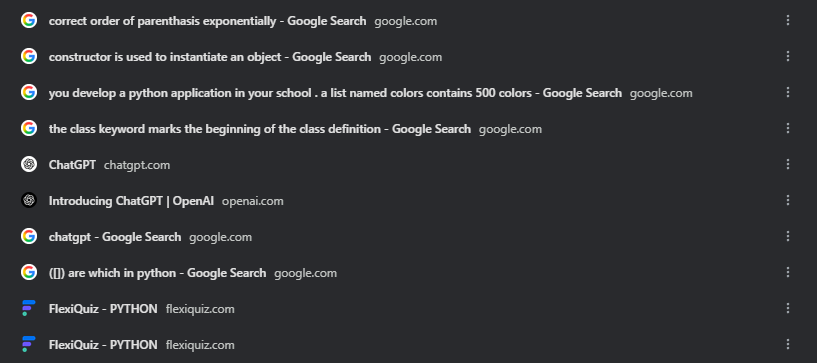 correct order of parenthasis exponentially - Google Search google.com
constructor is used to instantiate an object - Google Search google.com
you develop a python application in your school . a list named colors contains 500 colors - Google Search google.com
the class keyword marks the beginning of the class definition - Google Search google.com
ChatGPT chatgpt.com
Introducing ChatGPT | OpenAI openai.com
chatgpt - Google Search google.com
([]) are which in python - Google Search google.com
FlexiQuiz - PYTHON flexiquiz.com
FlexiQuiz - PYTHON flexiquiz.com